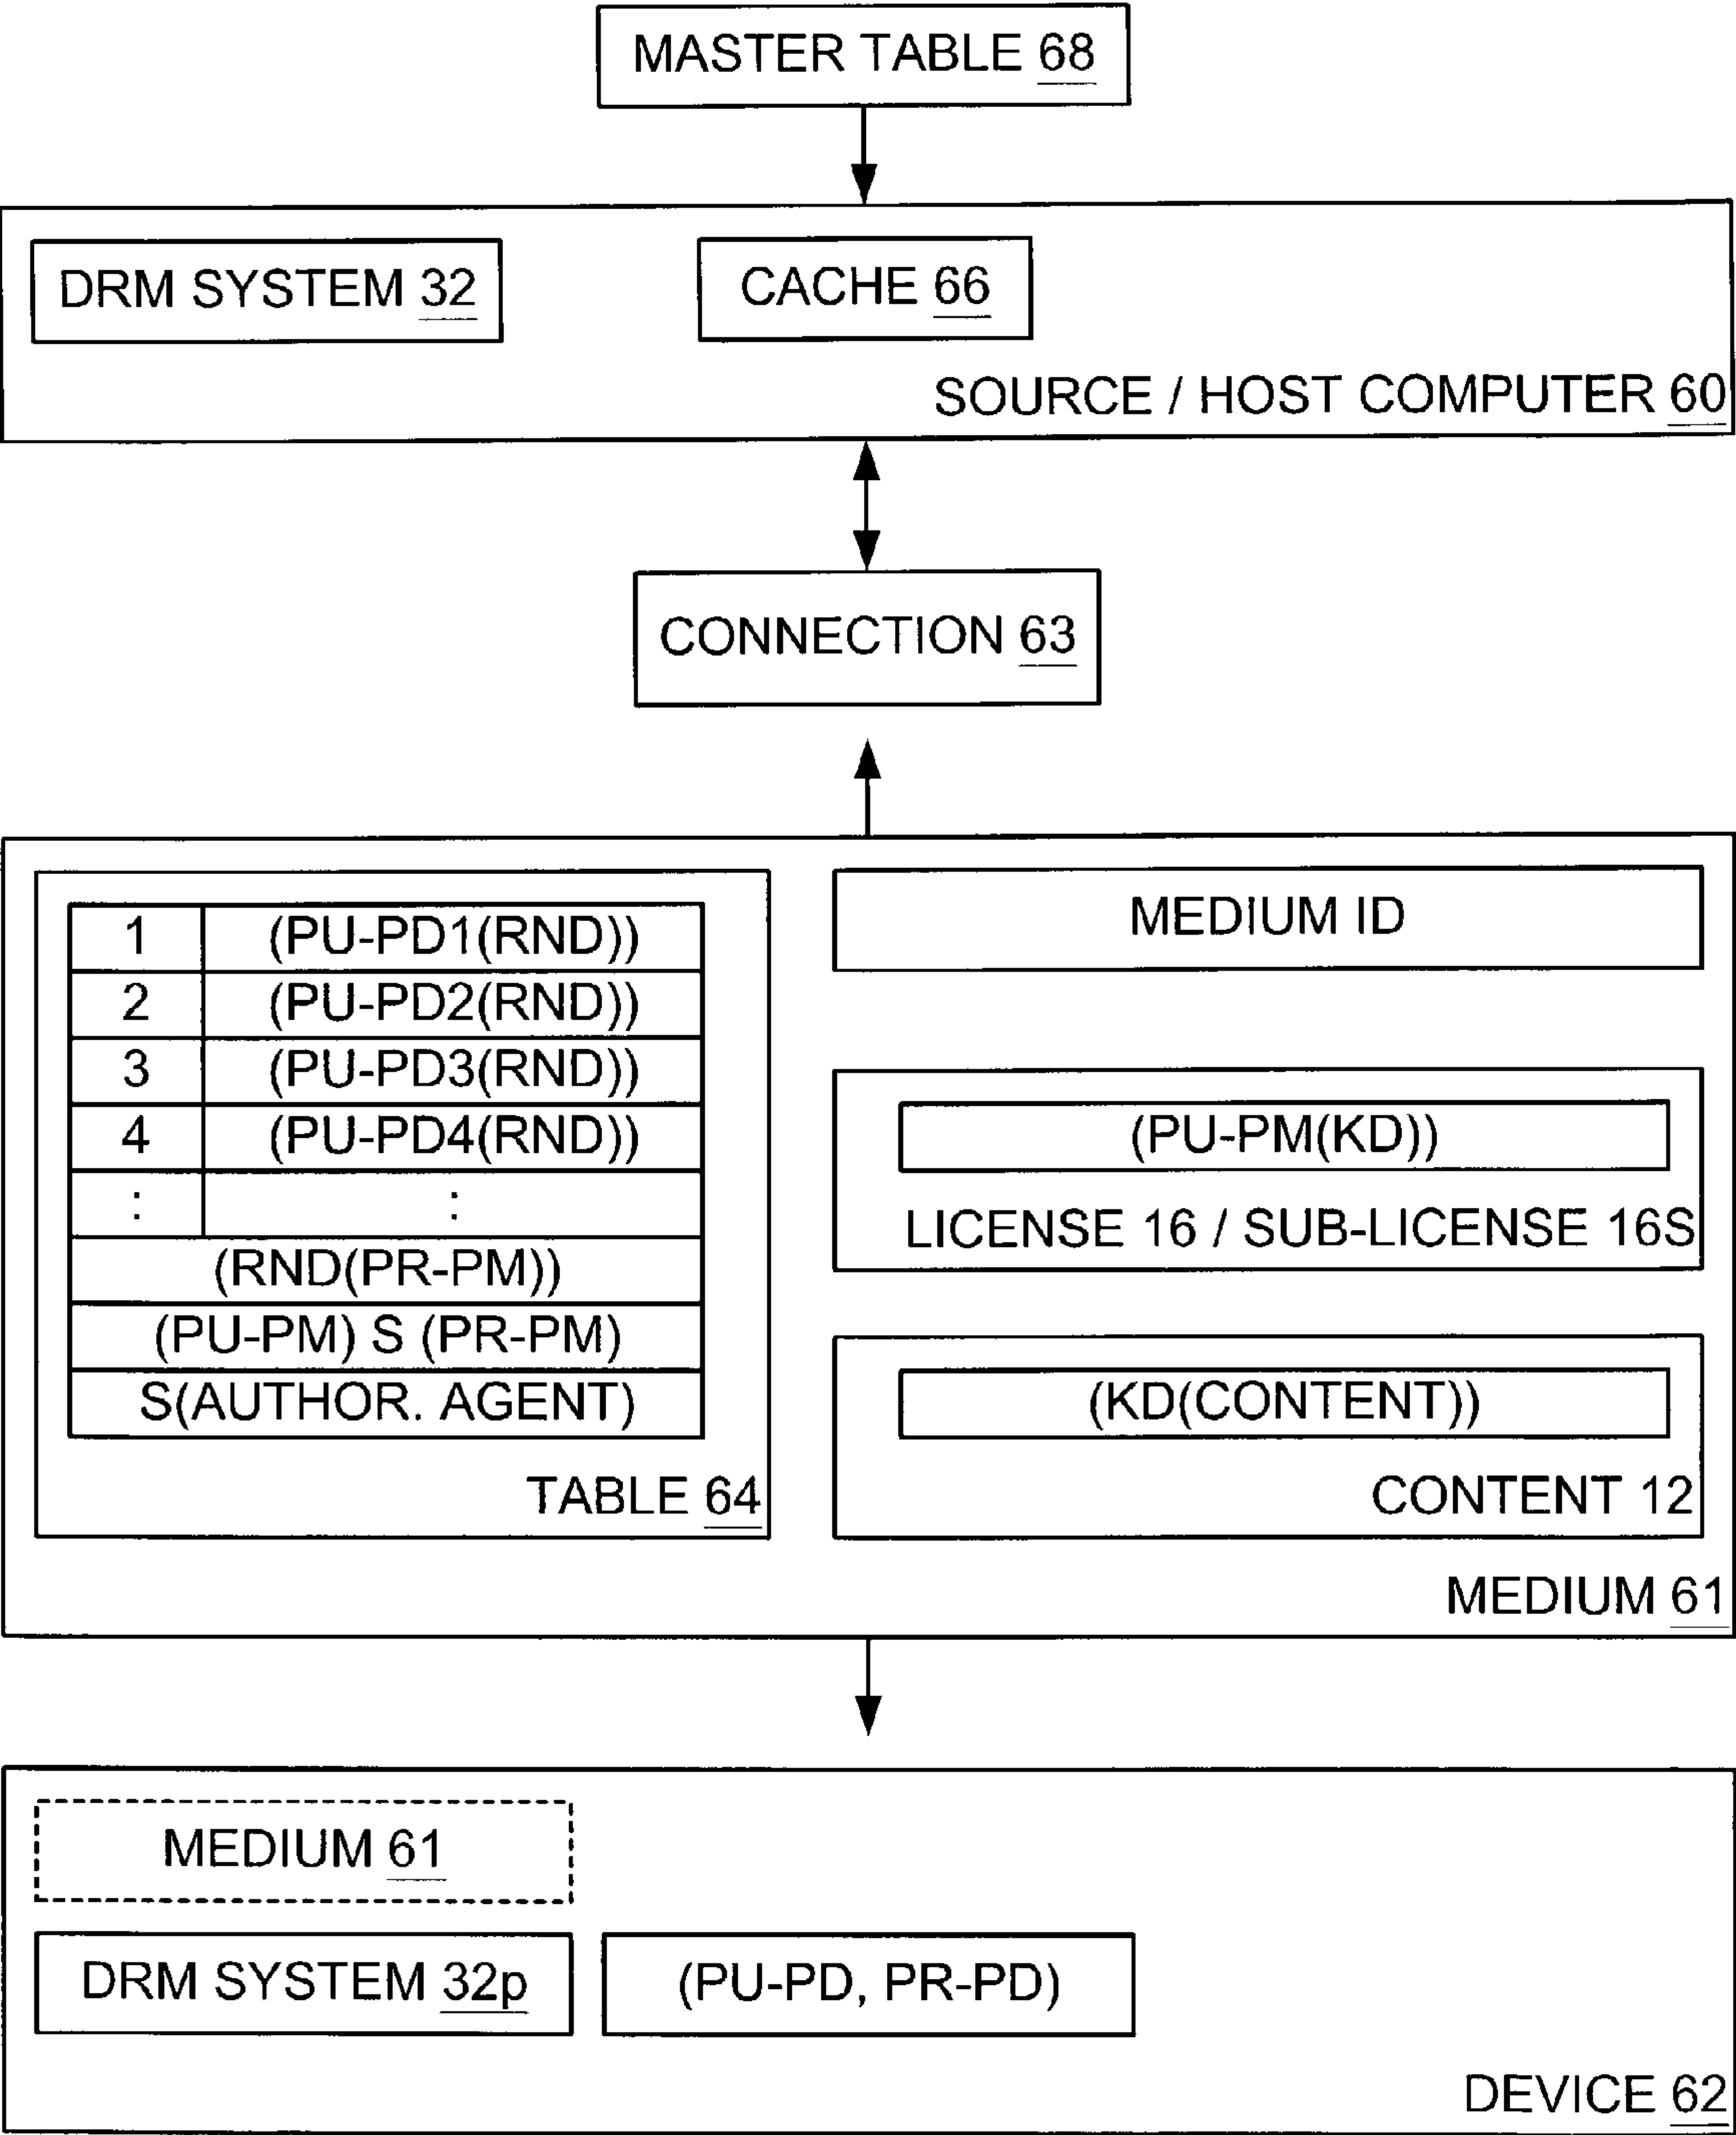 MASTER TABLE 68
DRM SYSTEM 32
CACHE 66
SOURCE / HOST COMPUTER 60
CONNECTION 63
1 (PU-PD1(RND))
2 (PU-PD2(RND))
3 (PU-PD3(RND))
4 (PU-PD4(RND))
: :
(RND(PR-PM))
(PU-PM) S (PR-PM)
S(AUTHOR. AGENT)
TABLE 64
MEDIUM ID
(PU-PM(KD))
LICENSE 16 / SUB-LICENSE 16S
(KD(CONTENT))
CONTENT 12
MEDIUM 61
MEDIUM 61
DRM SYSTEM 32p
(PU-PD, PR-PD)
DEVICE 62